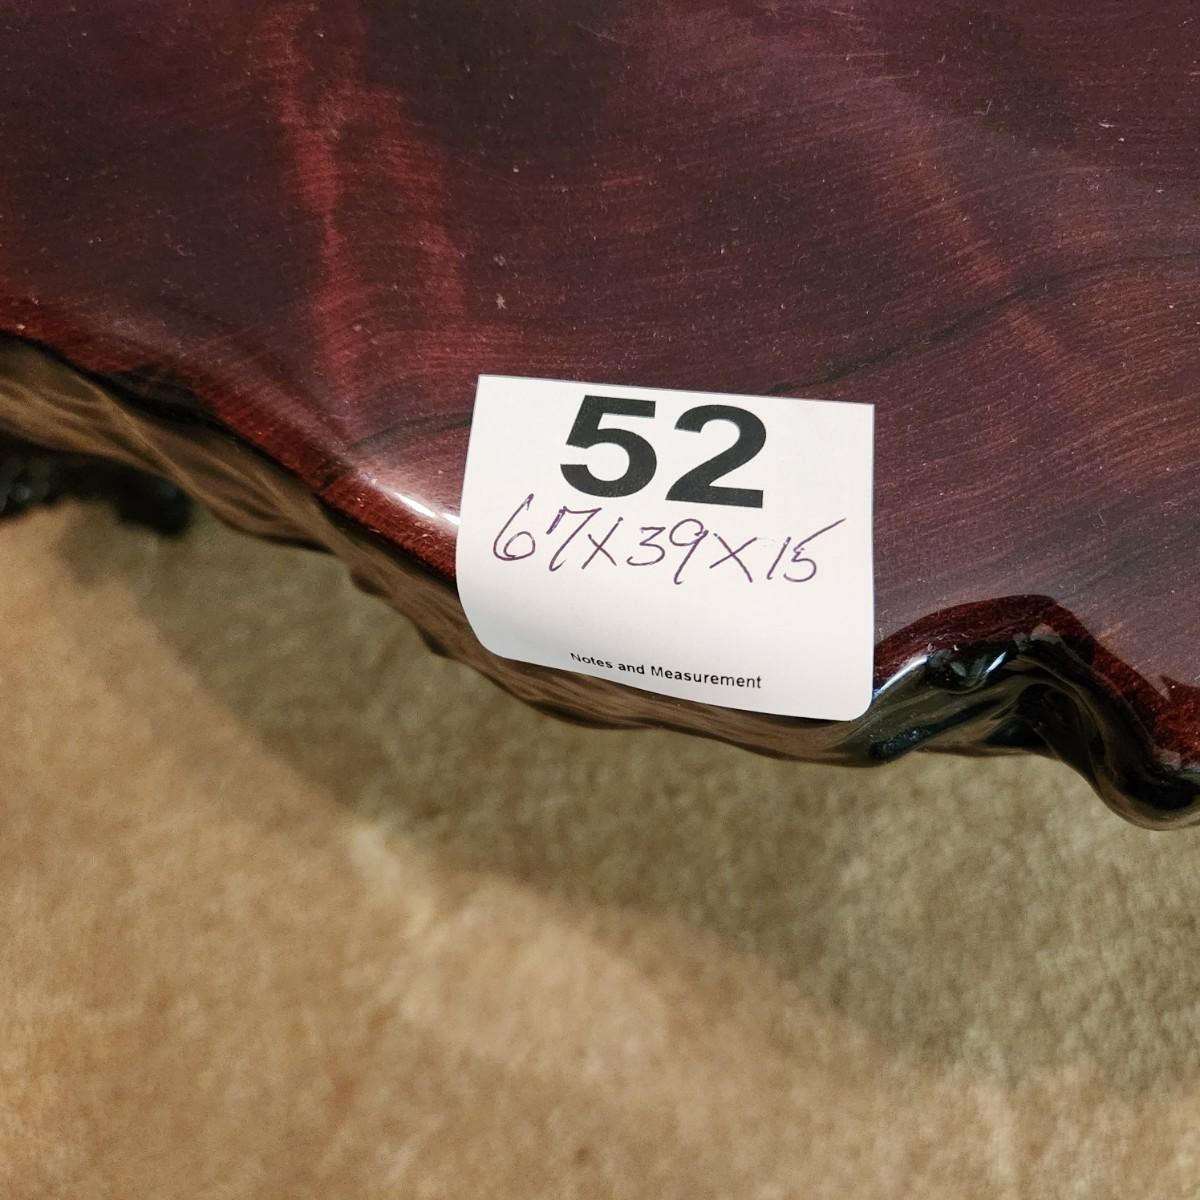 52
67X39X15
Notes and Measurement